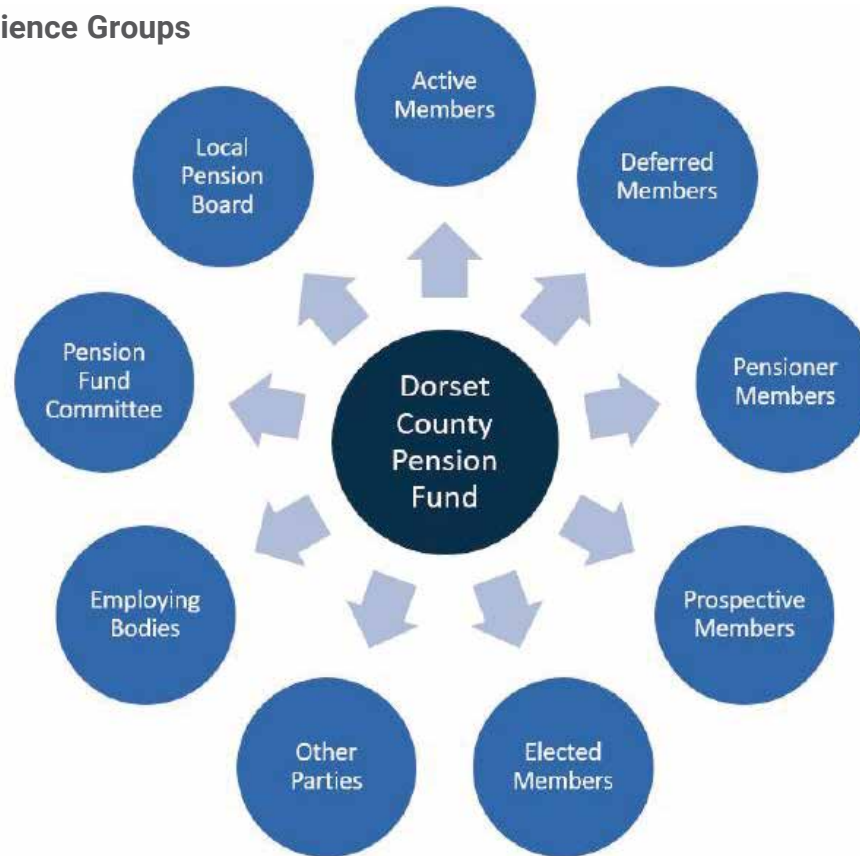 ience Groups
Active
Members
Deferred
Members
Pensioner
Members
Prospective
Members
Elected
Members
Other
Parties
Employing
Bodies
Pension
Fund
Committee
Local
Pension
Board
Dorset
County
Pension
Fund